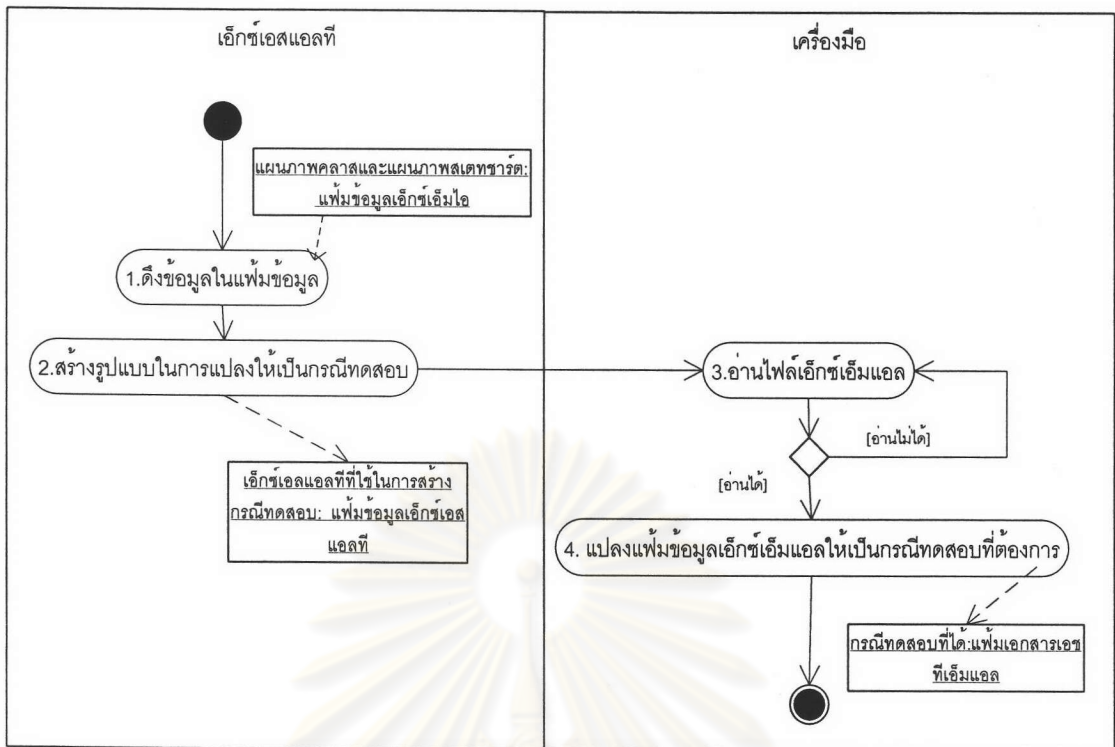 เอ็กซ์เอสแอลที
เครื่องมือ
แผนภาพคลาสและแผนภาพสเตทชาร์ต:
แฟ้มข้อมูลเอ็กซ์เอ็มไอ
1.ดึงข้อมูลในแฟ้มข้อมูล
2.สร้างรูปแบบในการแปลงให้เป็นกรณีทดสอบ
3.อ่านไฟล์เอ็กซ์เอ็มแอล
[อ่านไม่ได้]
[อ่านได้]
เอ็กซ์เอลแอลทีที่ใช้ในการสร้าง
กรณีทดสอบ: แฟ้มข้อมูลเอ็กซ์เอส
แอลที
4. แปลงแฟ้มข้อมูลเอ็กซ์เอ็มแอลให้เป็นกรณีทดสอบที่ต้องการ
กรณีทดสอบที่ได้:แฟ้มเอกสารเอช
ทีเอ็มแอล